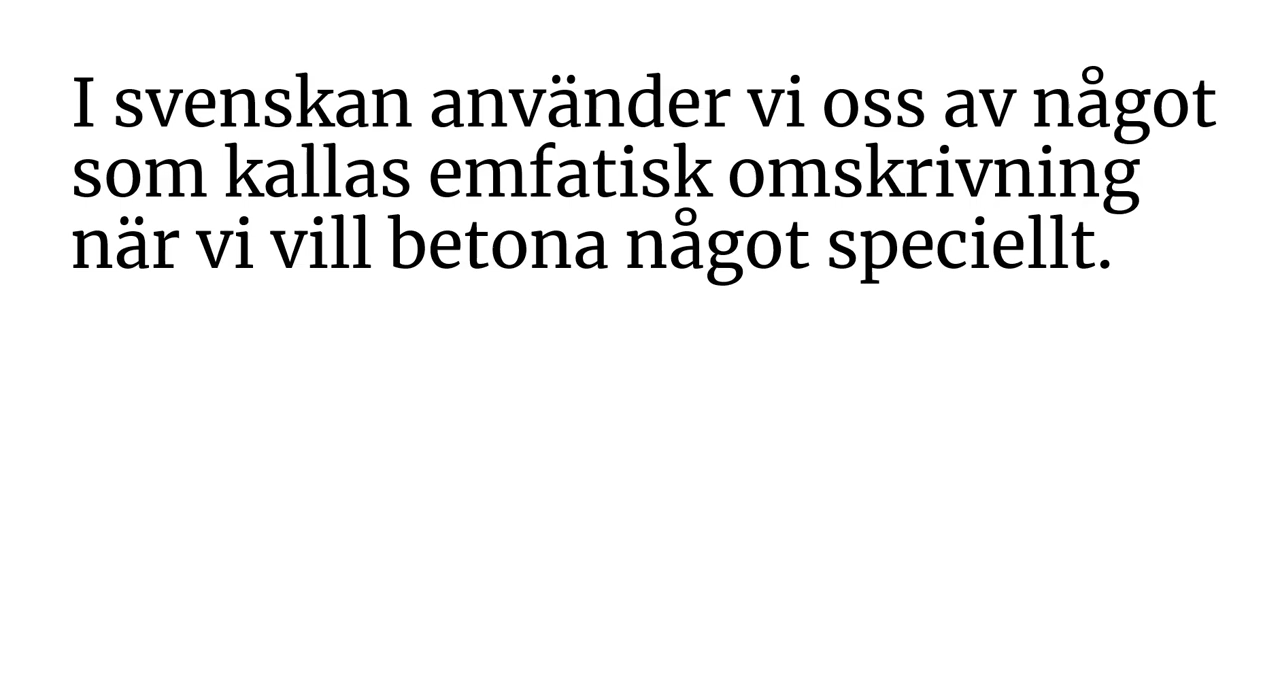 I svenskan använder vi oss av något
som kallas emfatisk omskrivning
när vi vill betona något speciellt.